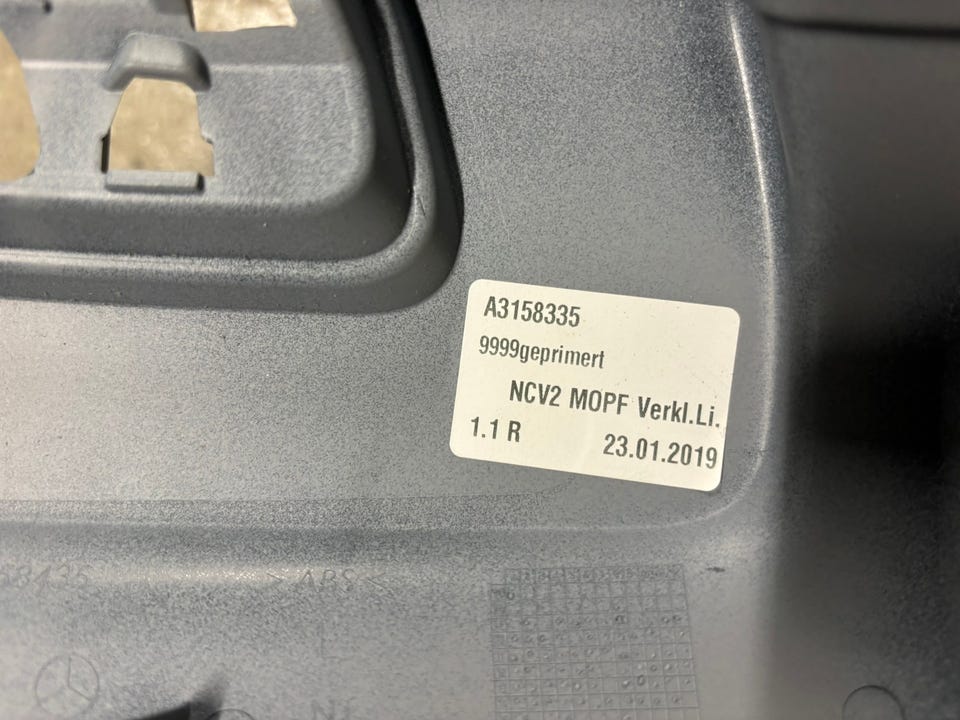 A3158335
9999geprimert
NCV2 MOPF Verkl.Li.
1.1 R
23.01.2019
>ABS<